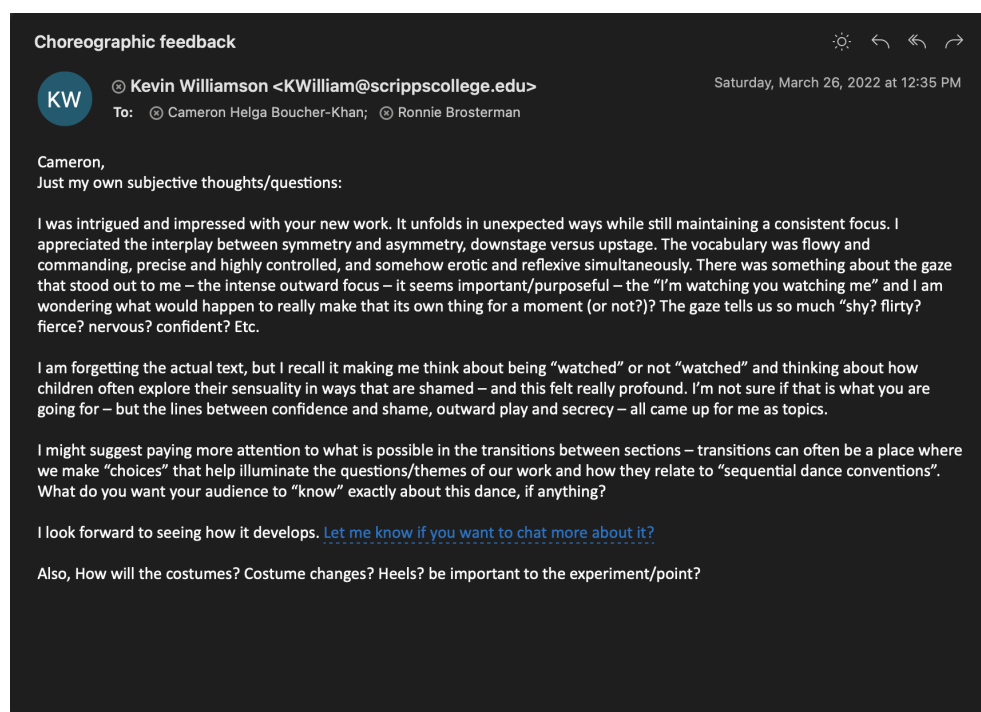 Choreographic feedback
KW
Kevin Williamson <KWilliam@scrippscollege.edu>
Saturday, March 26, 2022 at 12:35 PM
To: Cameron Helga Boucher-Khan; Ronnie Brosterman
Cameron,
Just my own subjective thoughts/questions:
I was intrigued and impressed with your new work. It unfolds in unexpected ways while still maintaining a consistent focus. I
appreciated the interplay between symmetry and asymmetry, downstage versus upstage. The vocabulary was flowy and
commanding, precise and highly controlled, and somehow erotic and reflexive simultaneously. There was something about the gaze
that stood out to me – the intense outward focus – it seems important/purposeful – the “I’m watching you watching me” and I am
wondering what would happen to really make that its own thing for a moment (or not?)? The gaze tells us so much “shy? flirty?
fierce? nervous? confident? Etc.
I am forgetting the actual text, but I recall it making me think about being “watched” or not “watched” and thinking about how
children often explore their sensuality in ways that are shamed – and this felt really profound. I’m not sure if that is what you are
going for – but the lines between confidence and shame, outward play and secrecy – all came up for me as topics.
I might suggest paying more attention to what is possible in the transitions between sections – transitions can often be a place where
we make “choices” that help illuminate the questions/themes of our work and how they relate to “sequential dance conventions”.
What do you want your audience to “know” exactly about this dance, if anything?
I look forward to seeing how it develops. Let me know if you want to chat more about it?
Also, How will the costumes? Costume changes? Heels? be important to the experiment/point?